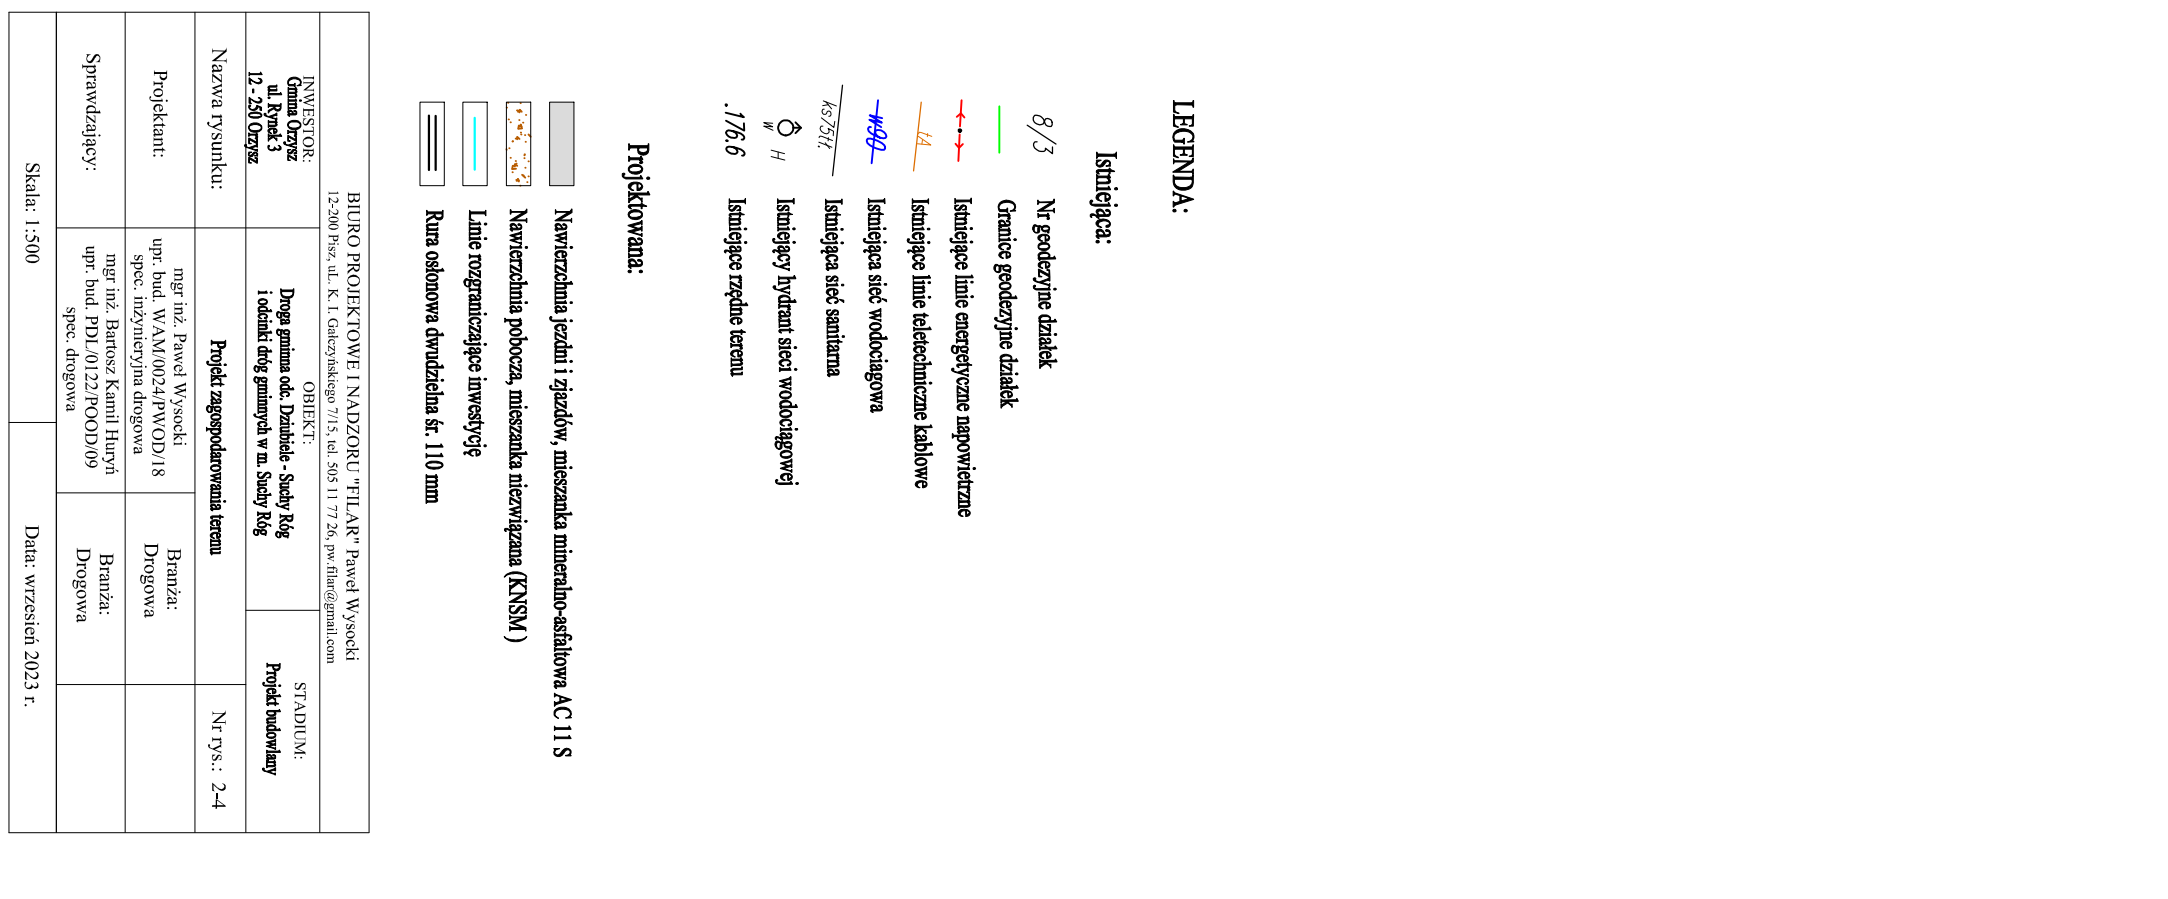 LEGENDA:
Istniejąca:
8/3 Nr geodezyjne działek
Granice geodezyjne działek
Istniejące linie energetyczne napowietrzne
tA Istniejące linie teletechniczne kablowe
w90 Istniejąca sieć wodociagowa
ks75tt. Istniejąca sieć sanitarna
w H Istniejący hydrant sieci wodociągowej
.176.6 Istniejące rzędne terenu
Projektowana:
Nawierzchnia jezdni i zjazdów, mieszanka mineralno-asfaltowa AC 11 S
Nawierzchnia pobocza, mieszanka niezwiązana (KNSM )
Linie rozgraniczające inwestycję
Rura osłonowa dwudzielna śr. 110 mm
BIURO PROJEKTOWE I NADZORU "FILAR" Paweł Wysocki
12-200 Pisz, uL. K. I. Gałczyńskiego 7/15, tel. 505 11 77 26, pw.filar@gmail.com
INWESTOR:
Gmina Orzysz
ul. Rynek 3
12 - 250 Orzysz
OBIEKT:
Droga gminna odc. Dziubiele - Suchy Róg
i odcinki dróg gminnych w m. Suchy Róg
STADIUM:
Projekt budowlany
Nazwa rysunku:
Projekt zagospodarowania terenu
Nr rys.: 2-4
Projektant:
mgr inż. Paweł Wysocki
upr. bud. WAM/0024/PWOD/18
spec. inżynieryjna drogowa
Branża:
Drogowa
Sprawdzający:
mgr inż. Bartosz Kamil Huryń
upr. bud. PDL/0122/POOD/09
spec. drogowa
Branża:
Drogowa
Skala: 1:500
Data: wrzesień 2023 r.